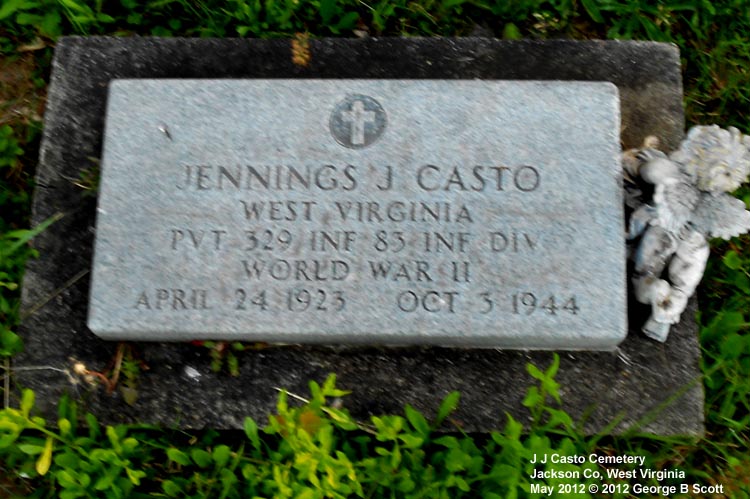 JENNINGS J CASTO
WEST VIRGINIA
PVT 329 INF 83 INF DIV
WORLD WAR II
APRIL 24 1923 OCT 3 1944
J J Casto Cemetery
Jackson Co, West Virginia
May 2012 © 2012 George B Scott